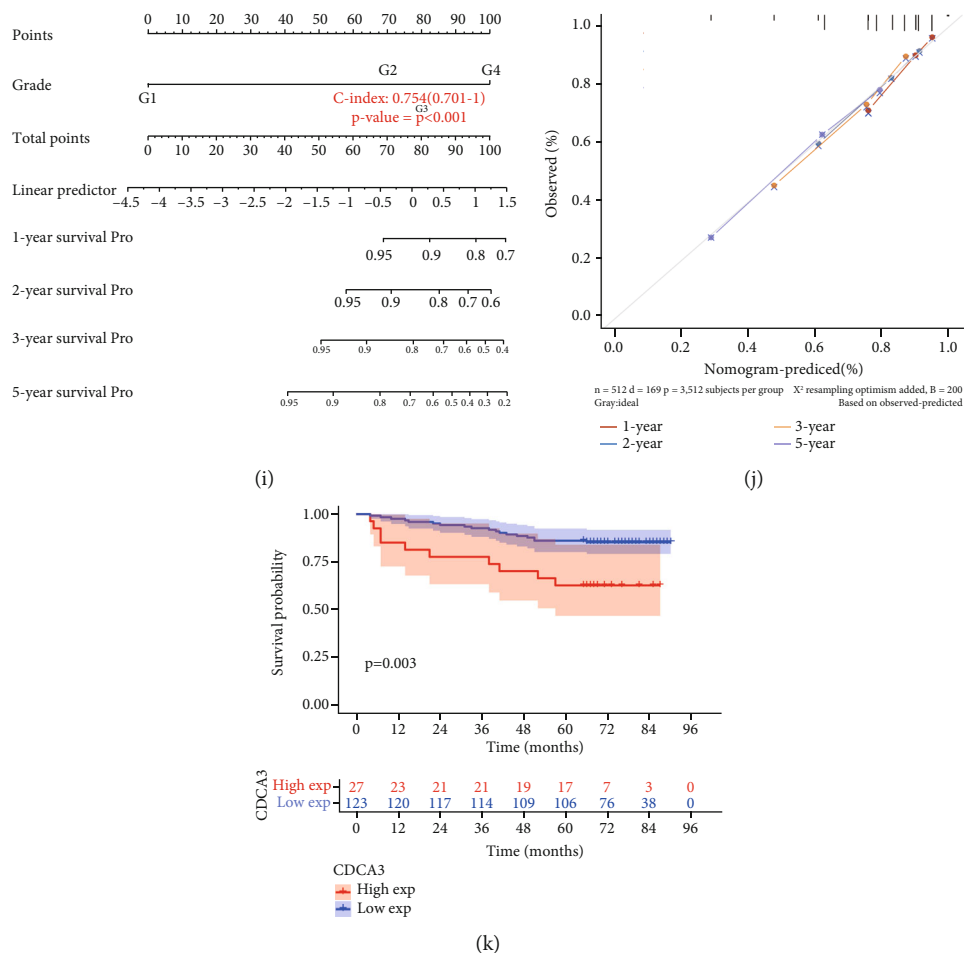 Points
0 10 20 30 40 50 60 70 80 90 100
Grade
G2 G4
G1
C-index: 0.754(0.701-1)
G3
p-value = p<0.001
Total points
0 10 20 30 40 50 60 70 80 90 100
Linear predictor
−4.5 −4 −3.5 −3 −2.5 −2 −1.5 −1 −0.5 0 0.5 1 1.5
1-year survival Pro
0.95 0.9 0.8 0.7
2-year survival Pro
0.95 0.9 0.8 0.7 0.6
3-year survival Pro
0.95 0.9 0.8 0.7 0.6 0.5 0.4
5-year survival Pro
0.95 0.9 0.8 0.7 0.6 0.5 0.4 0.3 0.2
(i)
Observed (%)
1.0
0.8
0.6
0.4
0.2
0.0
0.0 0.2 0.4 0.6 0.8 1.0
Nomogram-prediced(%)
n = 512 d = 169 p = 3,512 subjects per group X² resampling optimism added, B = 200
Gray:ideal Based on observed-predicted
1-year 3-year
2-year 5-year
(j)
Survival probability
1.00
0.75
0.50
0.25
0.00
p=0.003
0 12 24 36 48 60 72 84 96
Time (months)
CDCA3
High exp 27 23 21 21 19 17 7 3 0
Low exp 123 120 117 114 109 106 76 38 0
0 12 24 36 48 60 72 84 96
Time (months)
CDCA3
High exp
Low exp
(k)